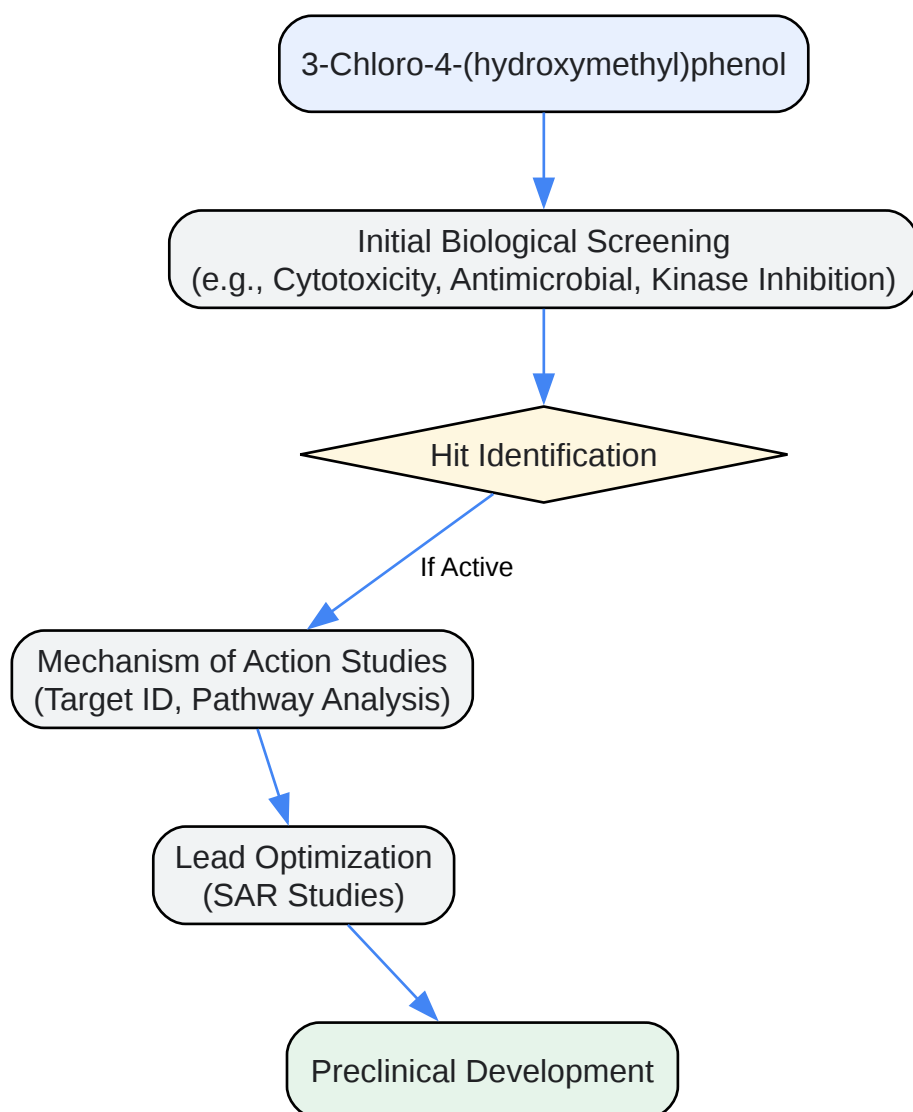 3-Chloro-4-(hydroxymethyl)phenol
Initial Biological Screening
(e.g., Cytotoxicity, Antimicrobial, Kinase Inhibition)
Hit Identification
If Active
Mechanism of Action Studies
(Target ID, Pathway Analysis)
Lead Optimization
(SAR Studies)
Preclinical Development